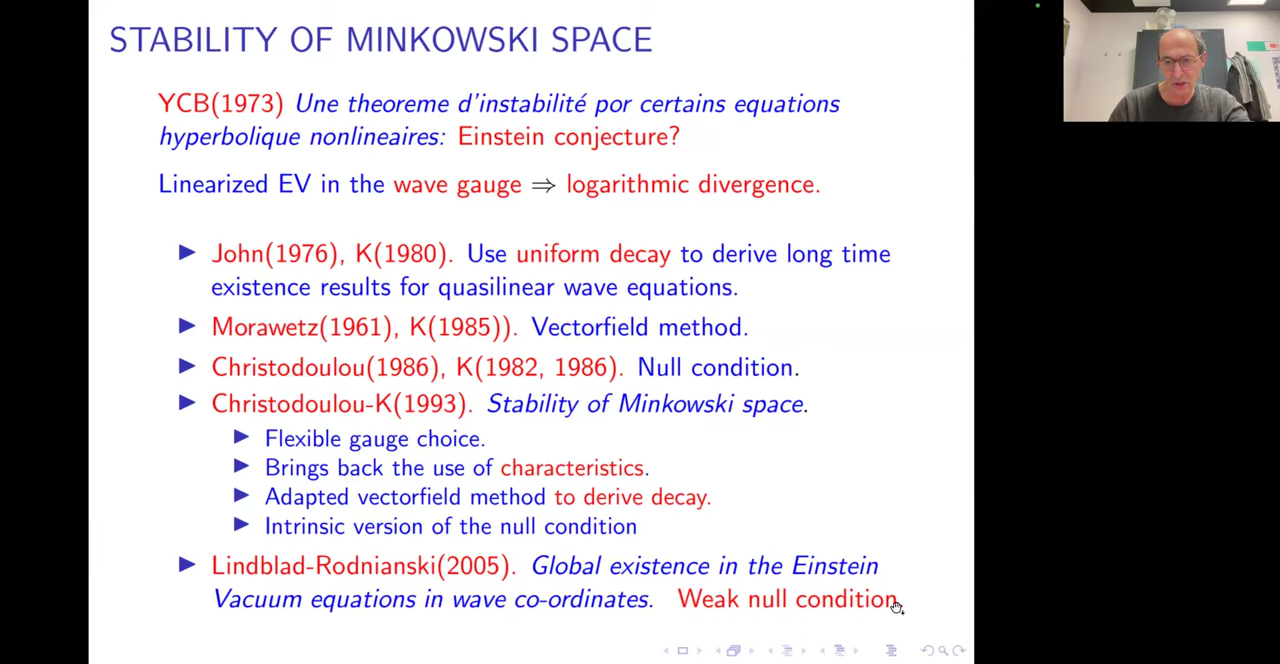 STABILITY OF MINKOWSKI SPACE
YCB(1973) Une theoreme d'instabilité por certains equations
hyperbolique nonlineaires: Einstein conjecture?
Linearized EV in the wave gauge ⇒ logarithmic divergence.
▶ John(1976), K(1980). Use uniform decay to derive long time
existence results for quasilinear wave equations.
▶ Morawetz(1961), K(1985)). Vectorfield method.
▶ Christodoulou(1986), K(1982, 1986). Null condition.
▶ Christodoulou-K(1993). Stability of Minkowski space.
▶ Flexible gauge choice.
▶ Brings back the use of characteristics.
▶ Adapted vectorfield method to derive decay.
▶ Intrinsic version of the null condition
▶ Lindblad-Rodnianski(2005). Global existence in the Einstein
Vacuum equations in wave co-ordinates. Weak null condition.